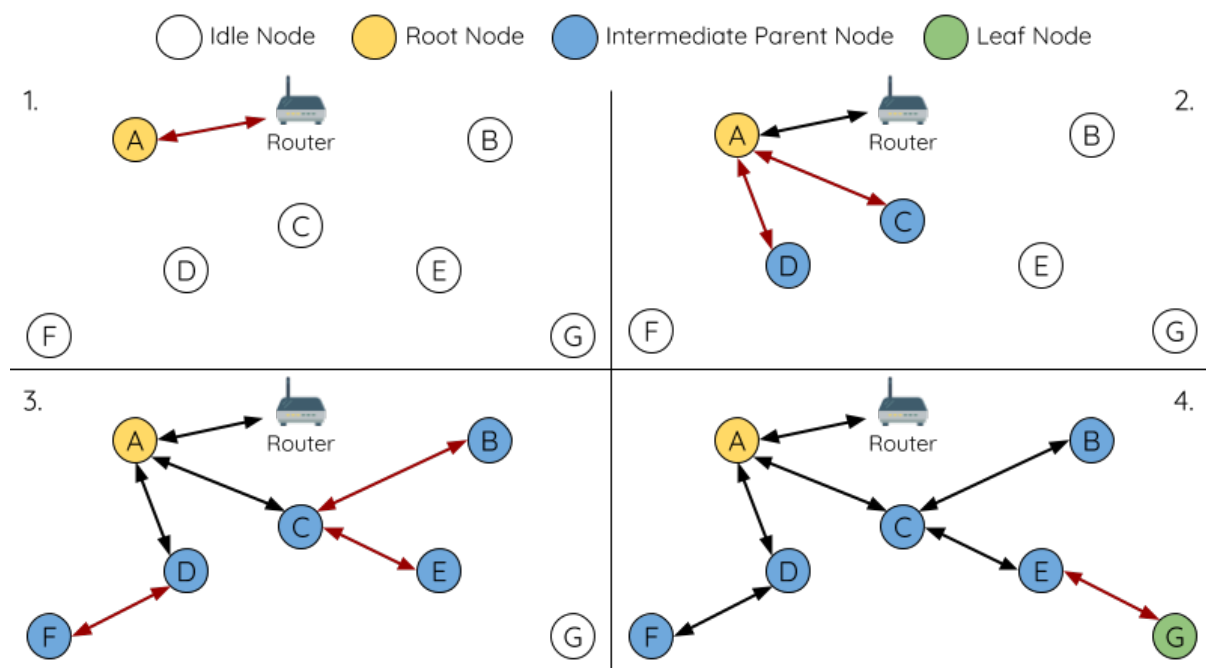 Idle Node
Root Node
Intermediate Parent Node
Leaf Node
1.
A
Router
B
C
D
E
F
G
2.
A
Router
B
C
D
E
F
G
3.
A
Router
B
C
D
E
F
G
4.
A
Router
B
C
D
E
F
G